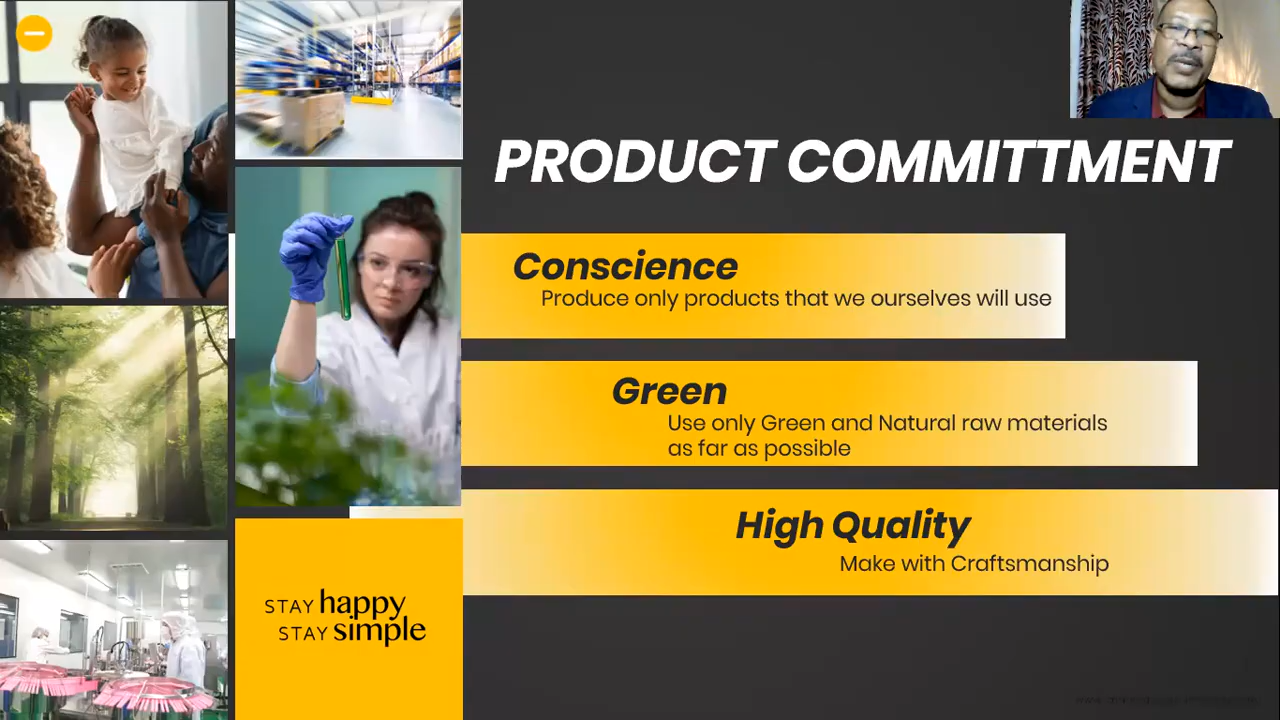 PRODUCT COMMITTMENT
Conscience
Produce only products that we ourselves will use
Green
Use only Green and Natural raw materials
as far as possible
High Quality
Make with Craftsmanship
STAY happy
STAY simple